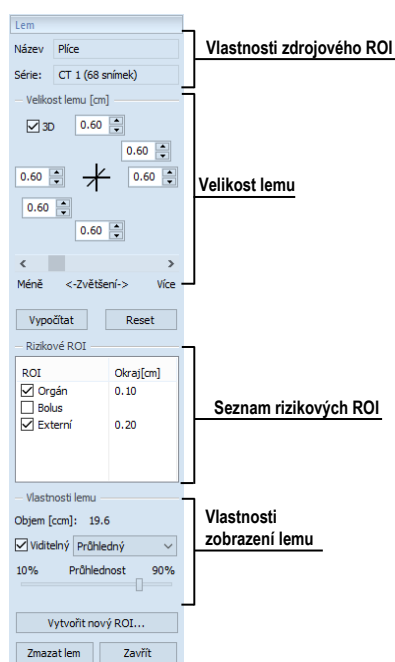 Lem
Název Plíce
Vlastnosti zdrojového ROI
Série: CT 1 (68 snímek)
Velikost lemu [cm]
3D 0.60
0.60
0.60 0.60
Velikost lemu
0.60
0.60
Méně <-Zvětšení-> Více
Vypočítat Reset
Rizikové ROI
ROI Okraj[cm]
Orgán 0.10
Bolus
Seznam rizikových ROI
Externí 0.20
Vlastnosti lemu
Objem [ccm]: 19.6
Vlastnosti
zobrazení lemu
Viditelný Průhledný
10% Průhlednost 90%
Vytvořit nový ROI...
Zmazat lem Zavřít